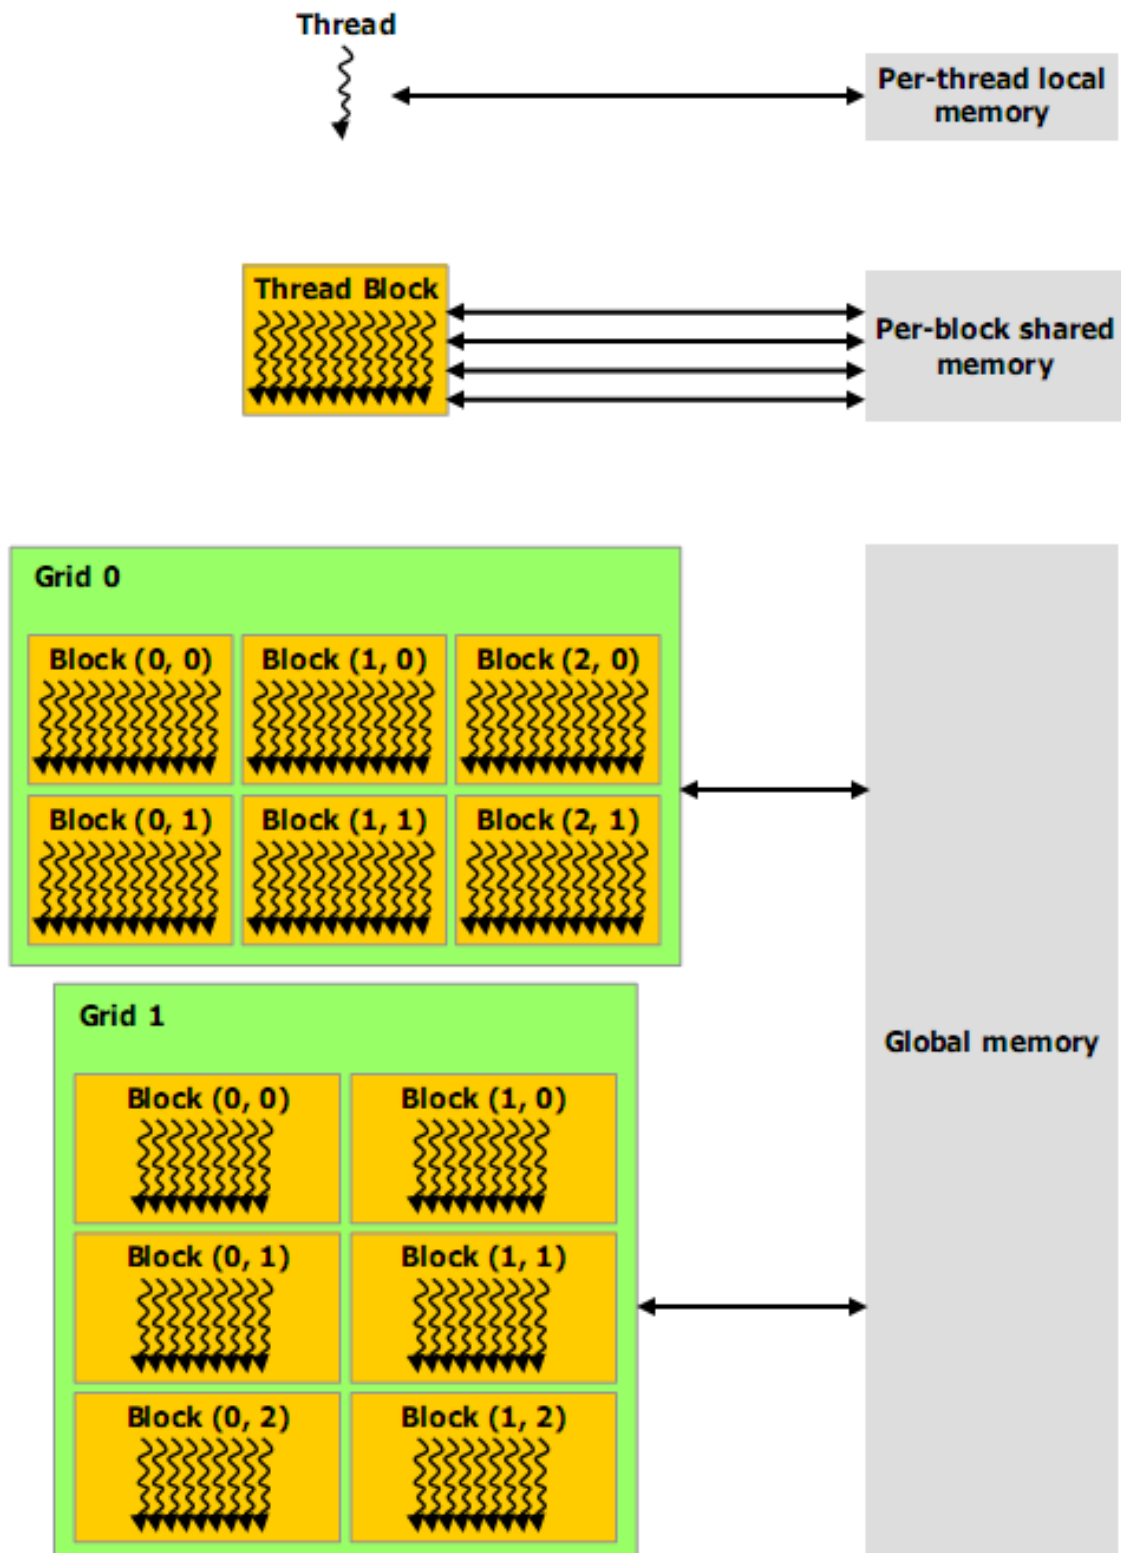 Thread
Per-thread local
memory
Thread Block
Per-block shared
memory
Grid 0
Block (0, 0)
Block (1, 0)
Block (2, 0)
Block (0, 1)
Block (1, 1)
Block (2, 1)
Grid 1
Global memory
Block (0, 0)
Block (1, 0)
Block (0, 1)
Block (1, 1)
Block (0, 2)
Block (1, 2)